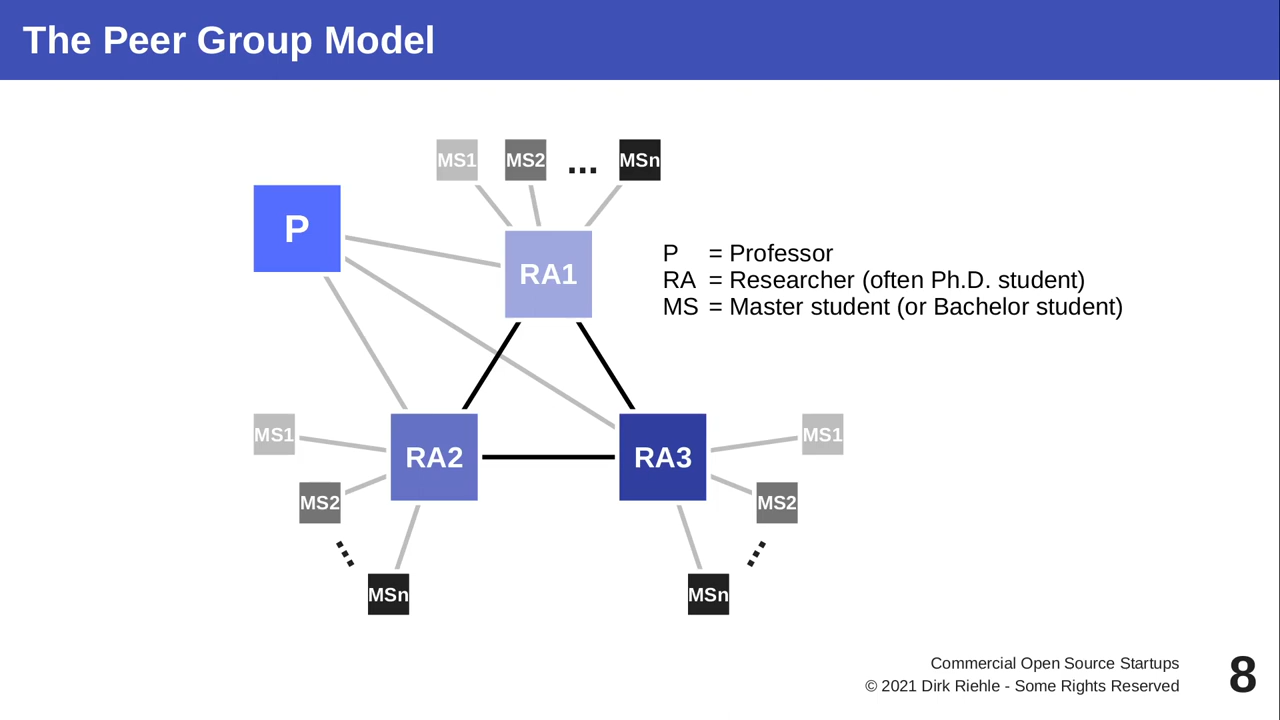 The Peer Group Model
MS1 MS2 ... MSn
P
RA1
P = Professor
RA = Researcher (often Ph.D. student)
MS = Master student (or Bachelor student)
MS1 RA2 RA3 MS1
MS2 MS2
MSn MSn
Commercial Open Source Startups
© 2021 Dirk Riehle - Some Rights Reserved
8